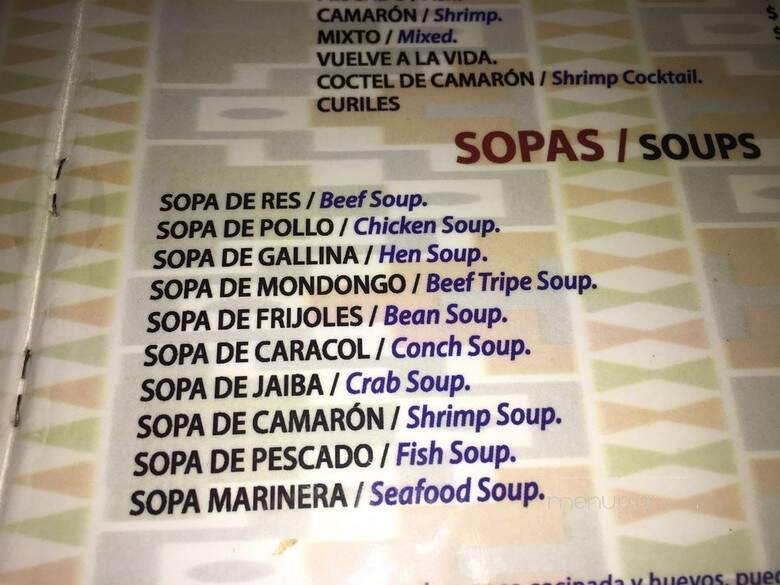 CAMARÓN / Shrimp.
MIXTO / Mixed.
VUELVE A LA VIDA.
COCTEL DE CAMARÓN / Shrimp Cocktail.
CURILES
$
SOPAS / SOUPS
SOPA DE RES / Beef Soup.
SOPA DE POLLO / Chicken Soup.
SOPA DE GALLINA / Hen Soup.
SOPA DE MONDONGO / Beef Tripe Soup.
SOPA DE FRIJOLES / Bean Soup.
SOPA DE CARACOL / Conch Soup.
SOPA DE JAIBA / Crab Soup.
SOPA DE CAMARÓN / Shrimp Soup.
SOPA DE PESCADO / Fish Soup.
SOPA MARINERA / Seafood Soup.
cocinada y huevos, pue